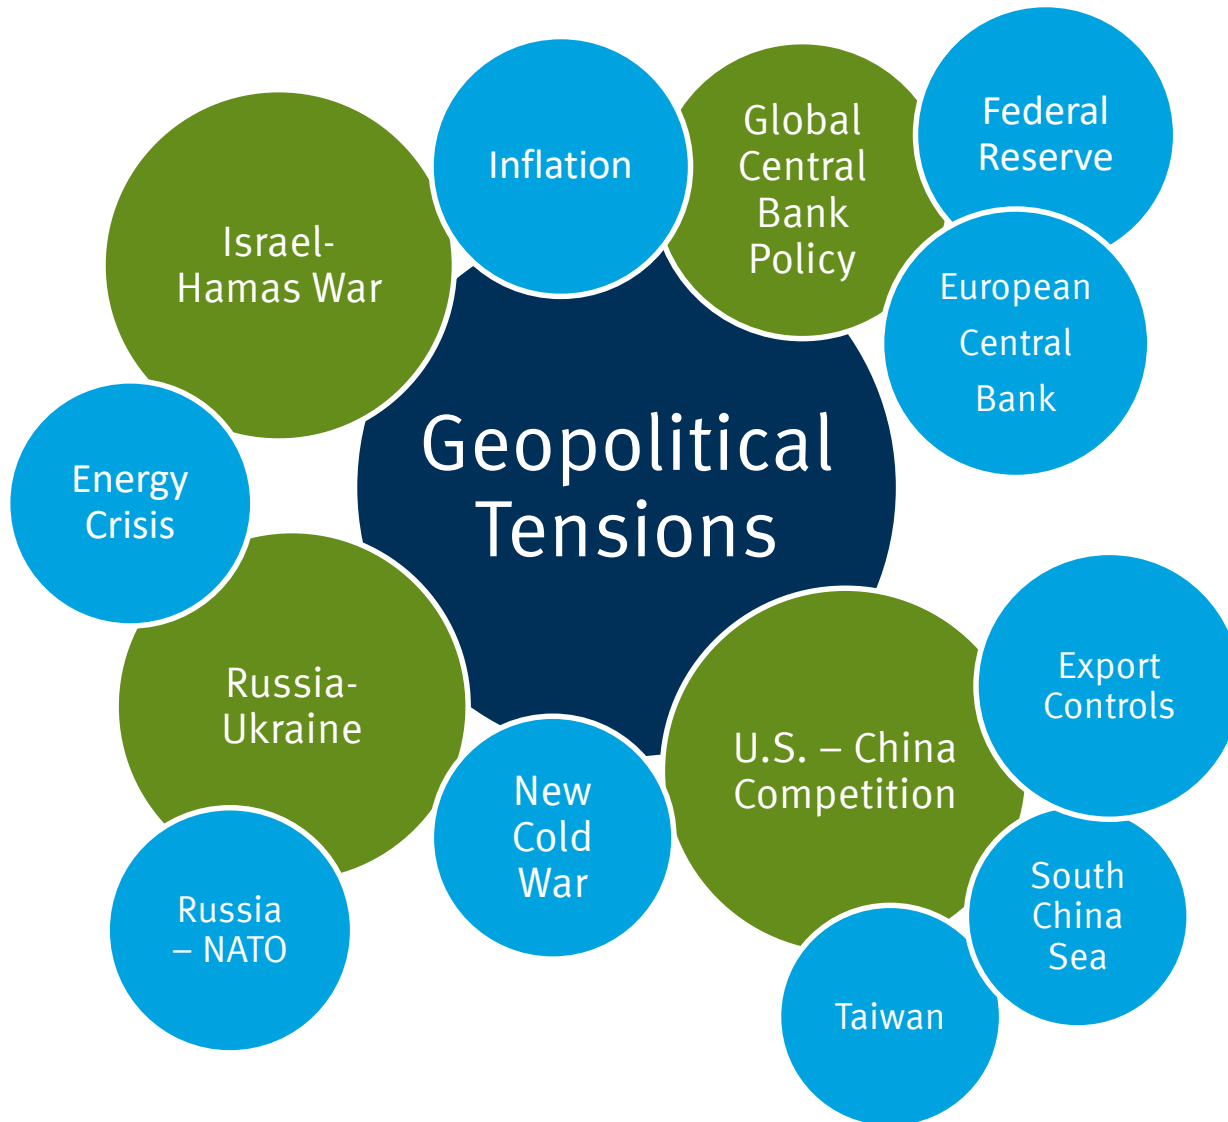 Inflation
Global
Central
Bank
Policy
Federal
Reserve
Israel-
Hamas War
European
Central
Bank
Geopolitical
Tensions
Energy
Crisis
Russia-
Ukraine
U.S. – China
Competition
Export
Controls
New
Cold
War
Russia
– NATO
South
China
Sea
Taiwan